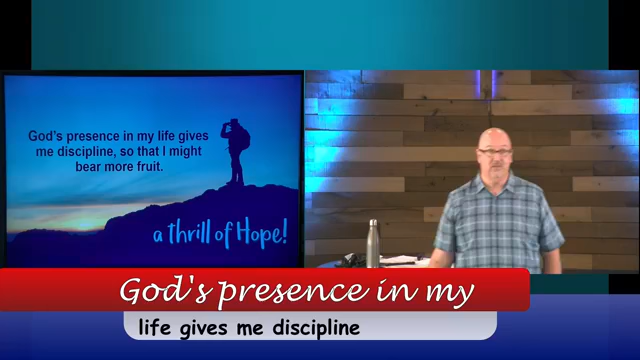 God's presence in my life gives
me discipline, so that I might
bear more fruit.
a thrill of Hope!
God's presence in my
life gives me discipline